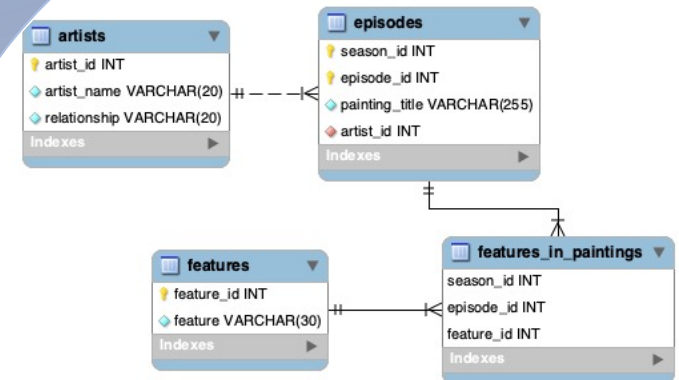 artists
artist_id INT
artist_name VARCHAR(20)
relationship VARCHAR(20)
Indexes
episodes
season_id INT
episode_id INT
painting_title VARCHAR(255)
artist_id INT
Indexes
features
feature_id INT
feature VARCHAR(30)
Indexes
features_in_paintings
season_id INT
episode_id INT
feature_id INT
Indexes